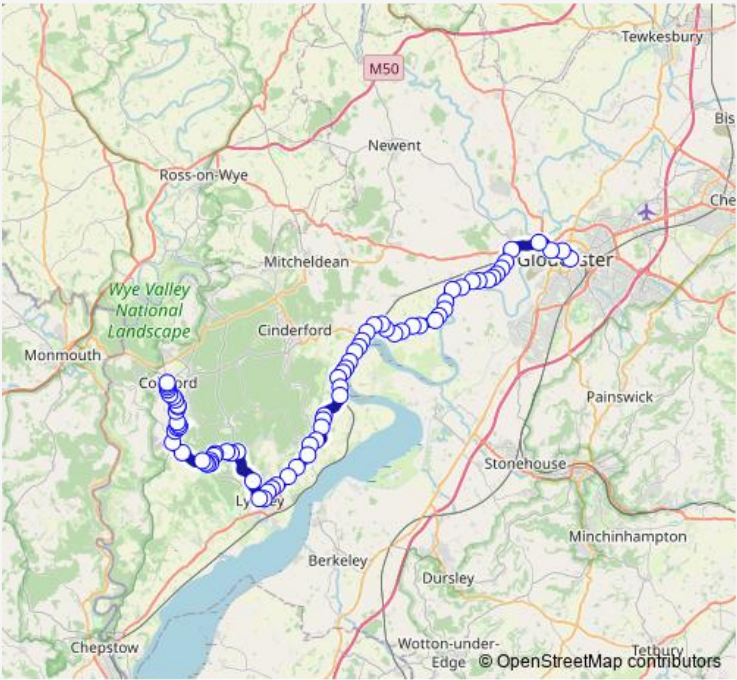 Tewkesbury
M50
Bis
Newent
Ross-on-Wye
Che
Mitcheldean
Wye Valley
National
Landscape
Cinderford
Monmouth
Painswick
Stonehouse
Minchinhampton
Berkeley
Dursley
Chepstow
Wotton-under-
Edge
Tetbury
© OpenStreetMap contributors